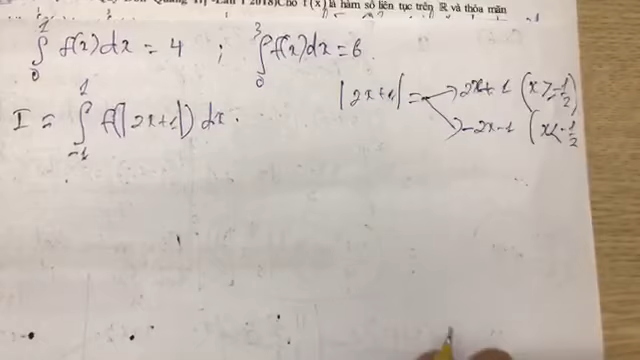 Quảng Trị -Lần 1 2018)Cho f(x) là hàm số liên tục trên ℝ và thỏa mãn
∫₀¹ f(x)dx = 4 ; ∫₀³ f(x)dx = 6
|2x+1| = 2x+1 (x ≥ -1/2)
-2x-1 (x < -1/2
I = ∫₋₁¹ f(|2x+1|) dx.